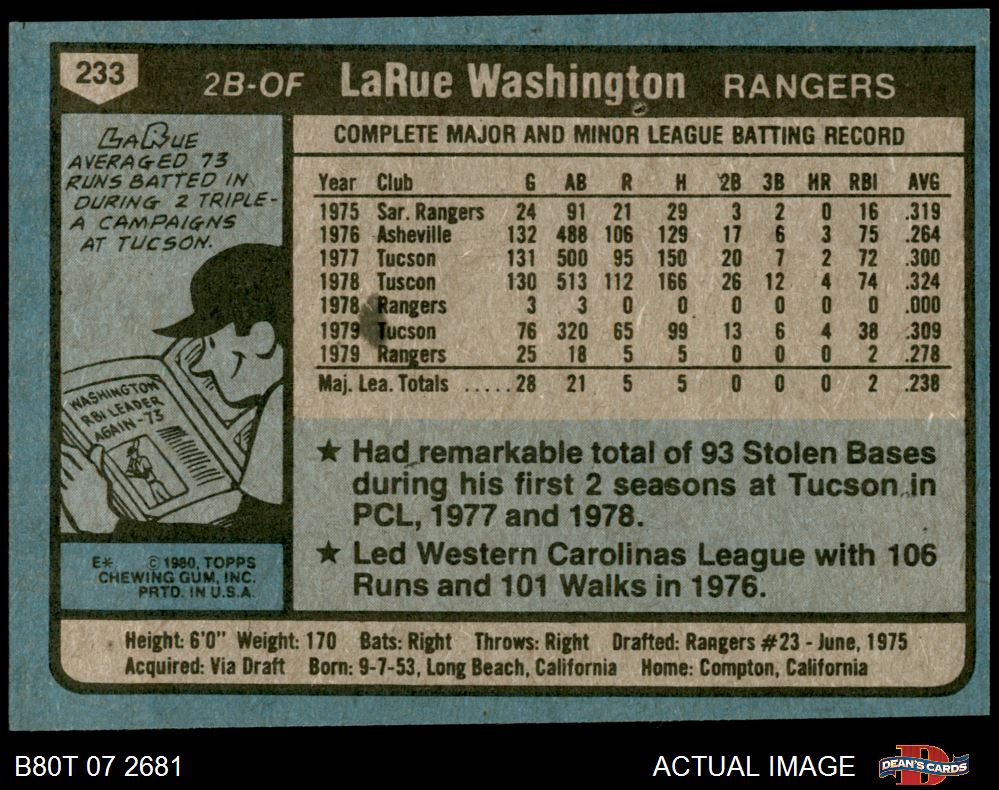 233
2B-OF LaRue Washington RANGERS
LaRue
AVERAGED 73
RUNS BATTED IN
DURING 2 TRIPLE-
A CAMPAIGNS
AT TUCSON.
WASHINGTON
RBI LEADER
AGAIN-73
E* © 1980, TOPPS
CHEWING GUM, INC.
PRTD. IN U.S.A.
COMPLETE MAJOR AND MINOR LEAGUE BATTING RECORD
Year Club G AB R H 2B 3B HR RBI AVG
1975 Sar. Rangers 24 91 21 29 3 2 0 16 .319
1976 Asheville 132 488 106 129 17 6 3 75 .264
1977 Tucson 131 500 95 150 20 7 2 72 .300
1978 Tuscon 130 513 112 166 26 12 4 74 .324
1978 Rangers 3 3 0 0 0 0 0 0 .000
1979 Tucson 76 320 65 99 13 6 4 38 .309
1979 Rangers 25 18 5 5 0 0 0 2 .278
Maj. Lea. Totals .....28 21 5 5 0 0 0 2 .238
★ Had remarkable total of 93 Stolen Bases
during his first 2 seasons at Tucson in
PCL, 1977 and 1978.
★ Led Western Carolinas League with 106
Runs and 101 Walks in 1976.
Height: 6'0" Weight: 170 Bats: Right Throws: Right Drafted: Rangers #23 - June, 1975
Acquired: Via Draft Born: 9-7-53, Long Beach, California Home: Compton, California
B80T 07 2681
ACTUAL IMAGE
D
DEAN'S CARDS